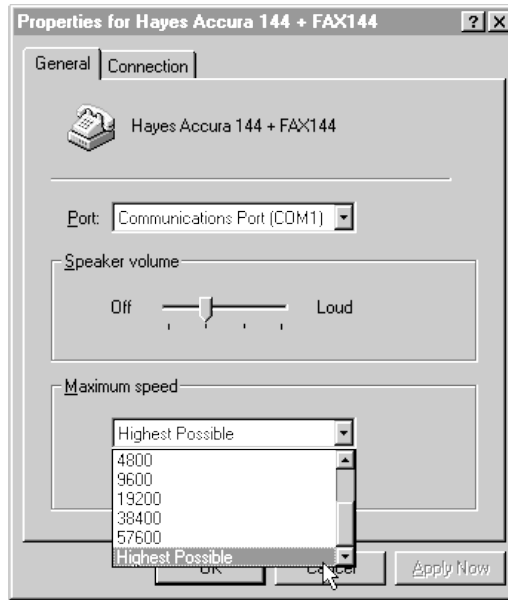 Properties for Hayes Accura 144 + FAX144
General
Connection
Hayes Accura 144 + FAX144
Port:
Communications Port (COM1)
Speaker volume
Off
Loud
Maximum speed
Highest Possible
4800
9600
19200
38400
57600
Highest Possible
OK
Cancel
Apply Now